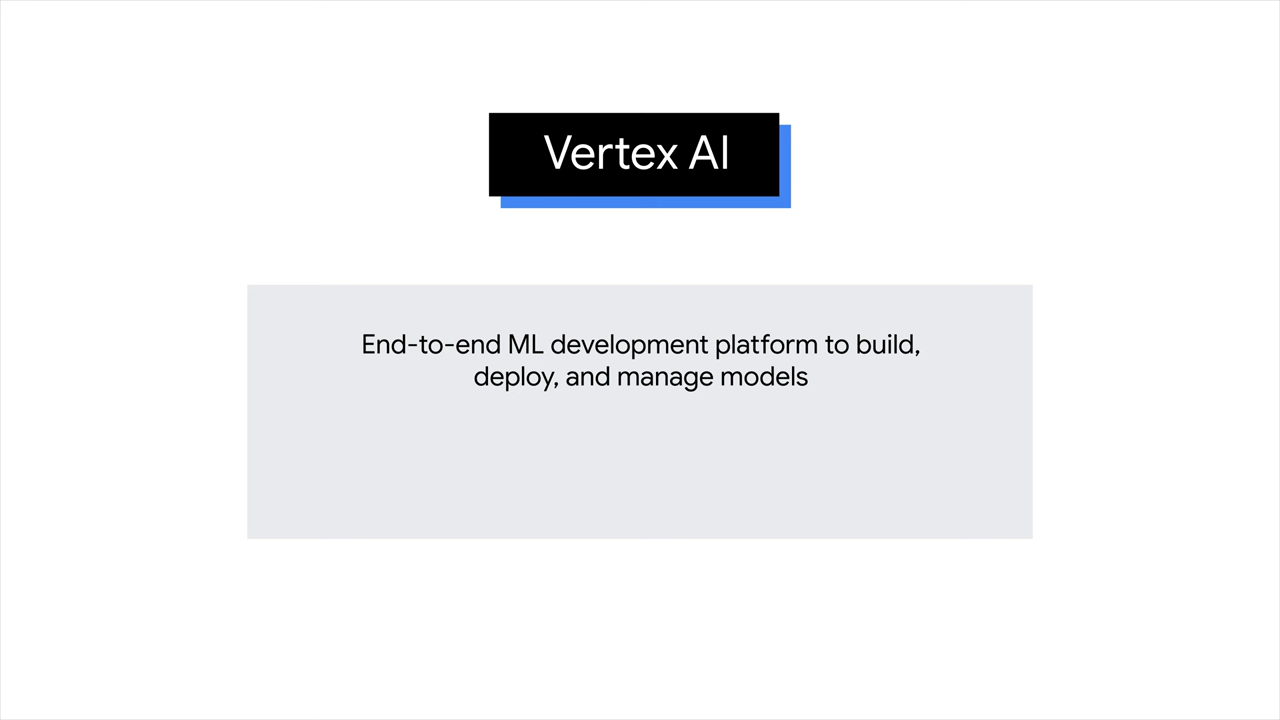 Vertex AI
End-to-end ML development platform to build,
deploy, and manage models